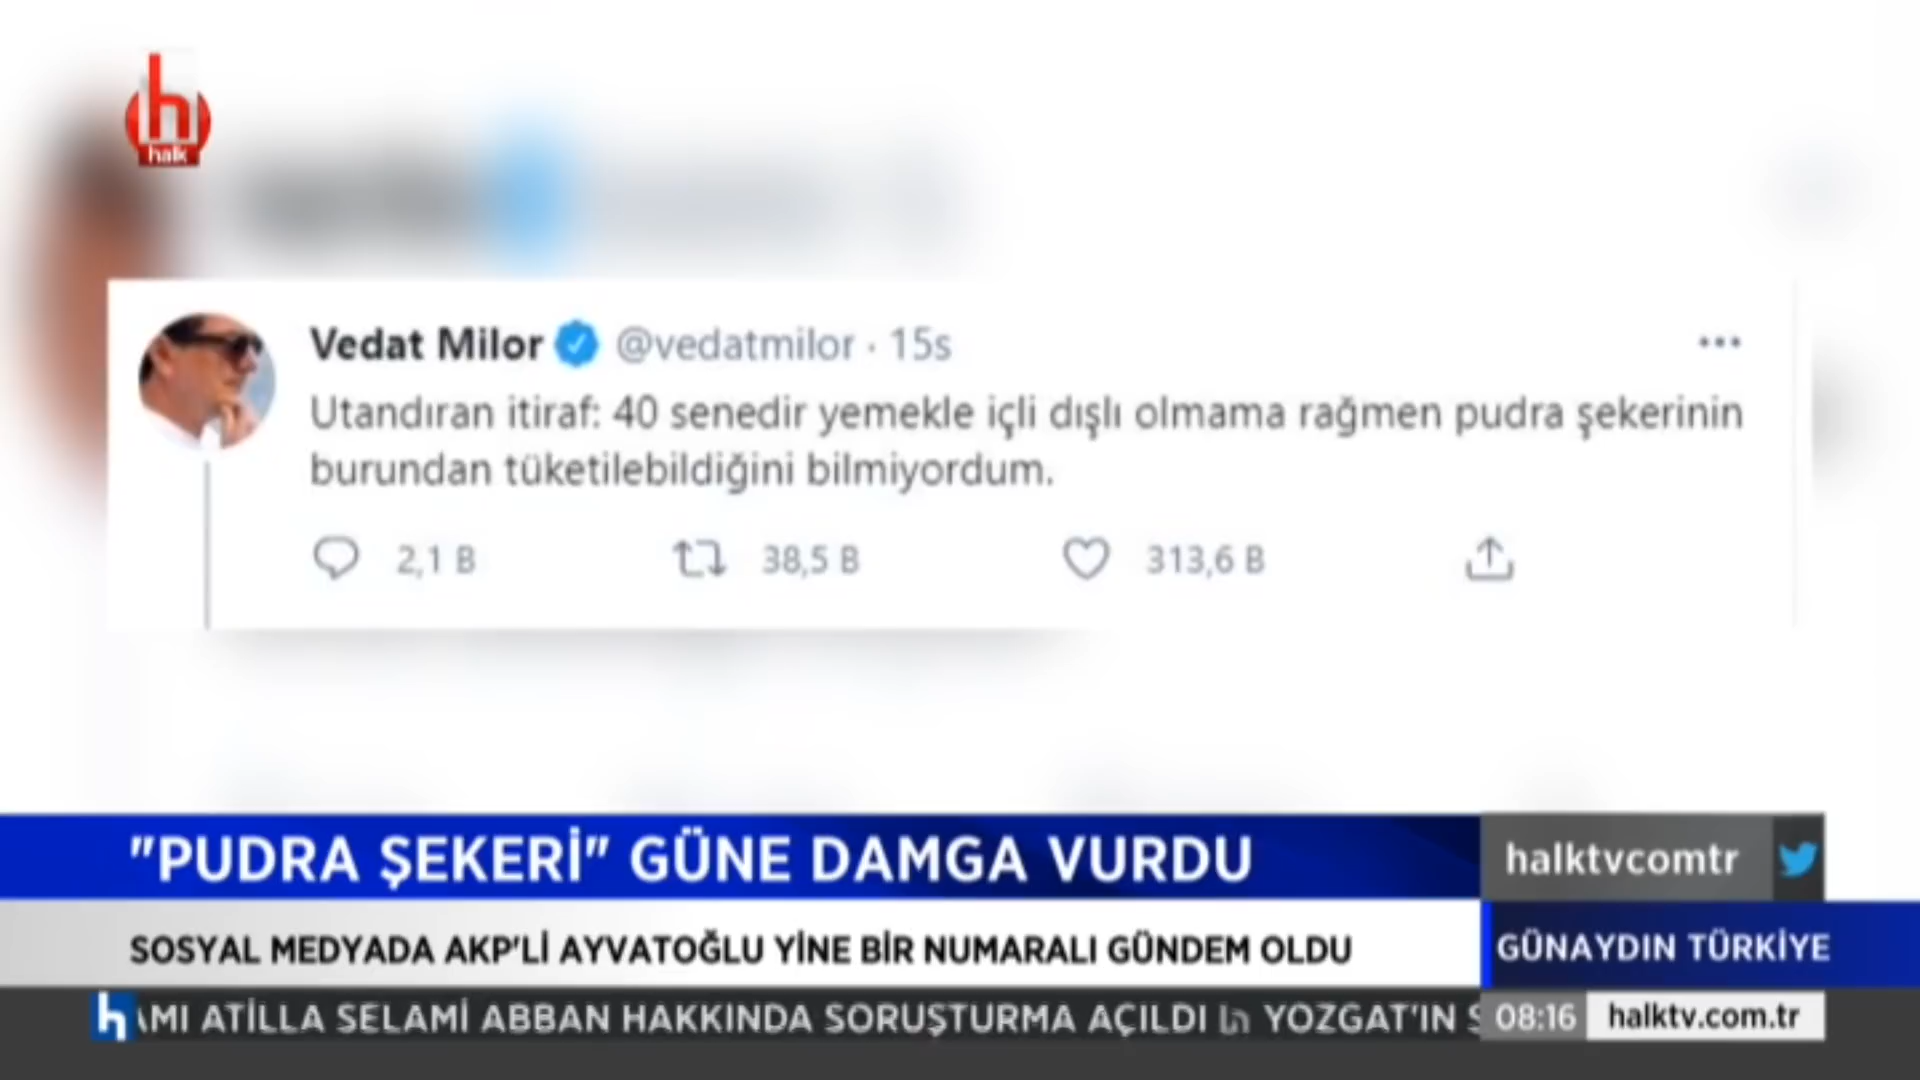 halk
Vedat Milor @vedatmilor · 15s
Utandıran itiraf: 40 senedir yemekle içli dışlı olmama rağmen pudra şekerinin
burundan tüketilebildiğini bilmiyordum.
2,1 B 38,5 B 313,6 B
"PUDRA ŞEKERİ" GÜNE DAMGA VURDU
halktvcomtr
SOSYAL MEDYADA AKP'Lİ AYVATOĞLU YİNE BİR NUMARALI GÜNDEM OLDU
GÜNAYDIN TÜRKİYE
ATİLLA SELAMİ ABBAN HAKKINDA SORUŞTURMA AÇILDI YOZGAT'IN
08:16 halktv.com.tr